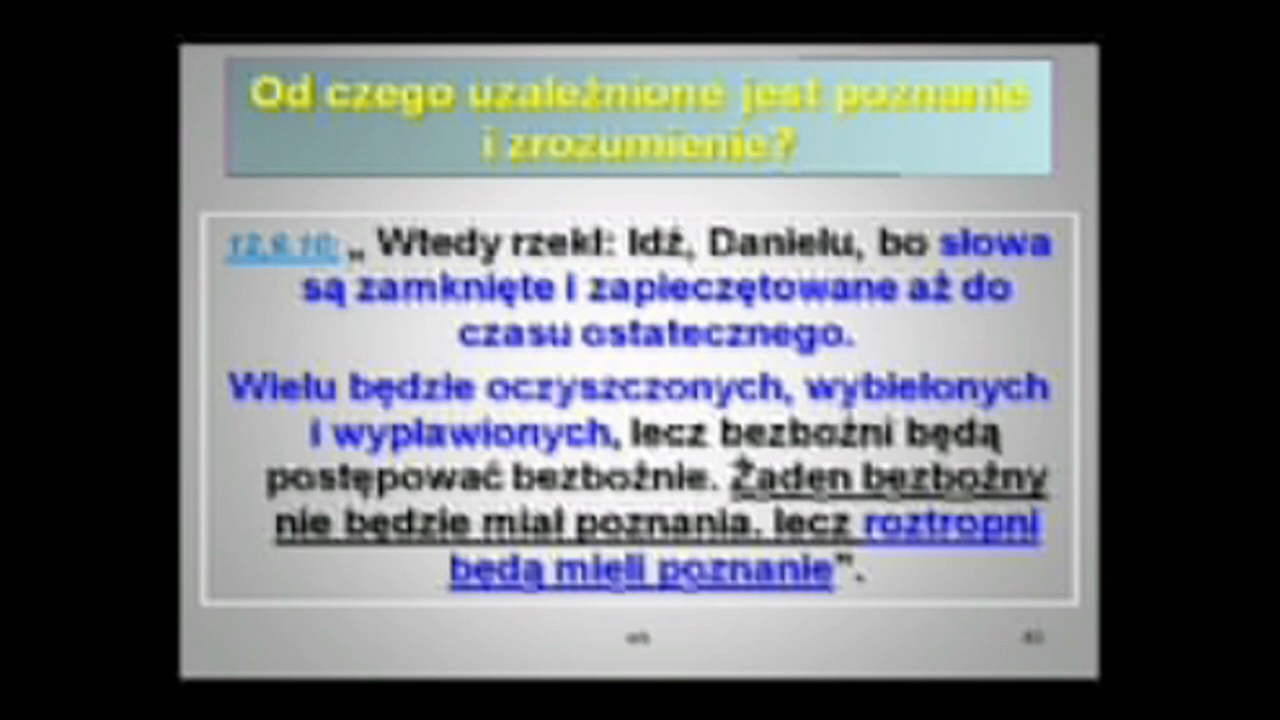 Od czego uzależnione jest poznanie
i zrozumienie?
„ Wtedy rzekł: Idź, Danielu, bo słowa
są zamknięte i zapieczętowane aż do
czasu ostatecznego.
Wielu będzie oczyszczonych, wybielonych
i wypławionych, lecz bezbożni będą
postępować bezbożnie. Żaden bezbożny
nie będzie miał poznania, lecz roztropni
będą mieli poznanie”.